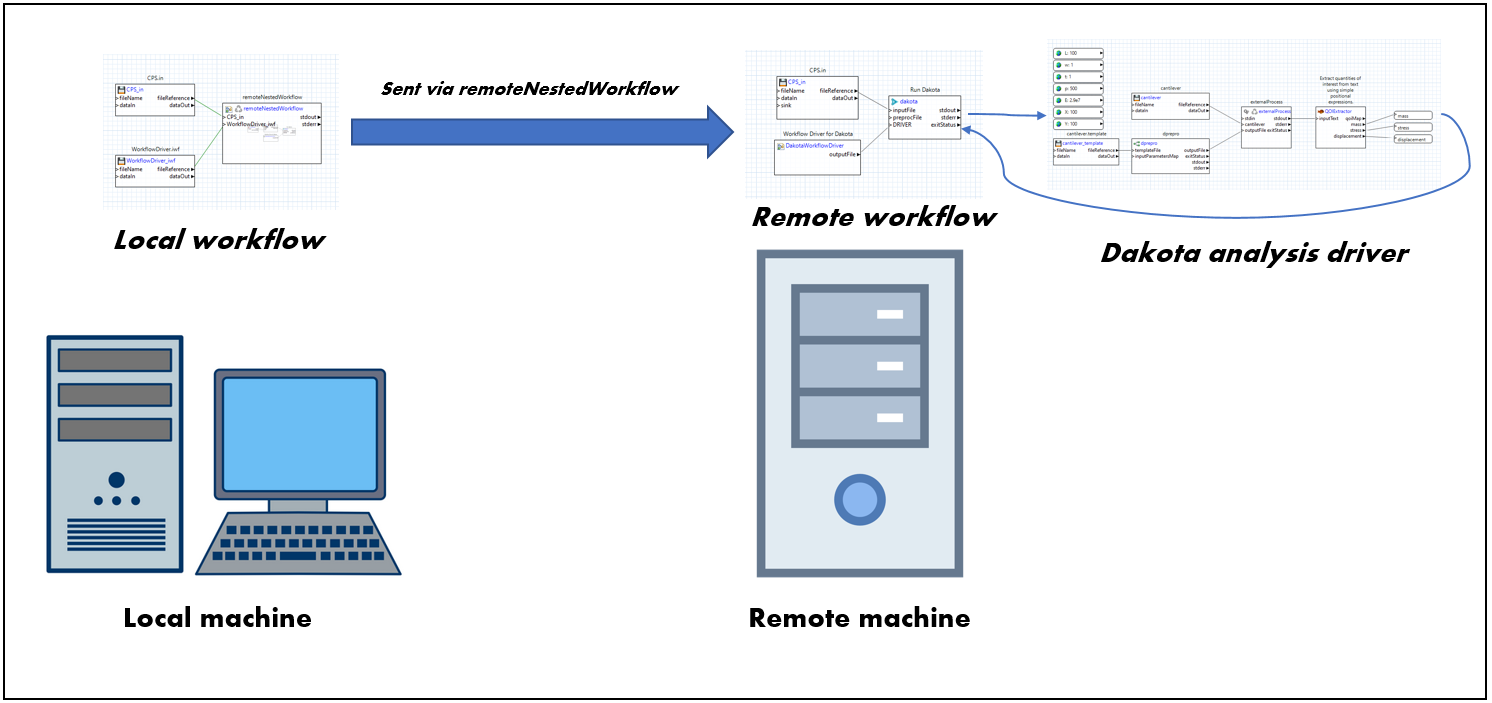 CPS.in
CPS_in
fileName fileReference
dataIn dataOut
WorkflowDriver.iwf
WorkflowDriver_iwf
fileName fileReference
dataIn dataOut
remoteNestedWorkflow
remoteNestedWorkflow
CPS_in stdout
WorkflowDriver_iwf stderr
Local workflow
Sent via remoteNestedWorkflow
CPS.in
CPS_in
fileName fileReference
dataIn dataOut
sink
Workflow Driver for Dakota
DakotaWorkflowDriver
outputFile
Run Dakota
dakota
inputFile stdout
preprocFile stderr
DRIVER exitStatus
Remote workflow
L: 100
w: 1
t: 1
p: 500
E: 2.9e7
X: 100
Y: 100
cantilever.template
cantilever_template
fileName fileReference
dataIn dataOut
cantilever
cantilever
fileName fileReference
dataIn dataOut
dprepro
dprepro
templateFile outputFile
inputParametersMap exitStatus
stdout
stderr
externalProcess
externalProcess
stdin stdout
cantilever stderr
outputFile exitStatus
Extract quantities of
interest from text
using simple
positional
expressions.
QOIExtractor
inputText qoiMap
mass
stress
displacement
mass
stress
displacement
Dakota analysis driver
Local machine
Remote machine